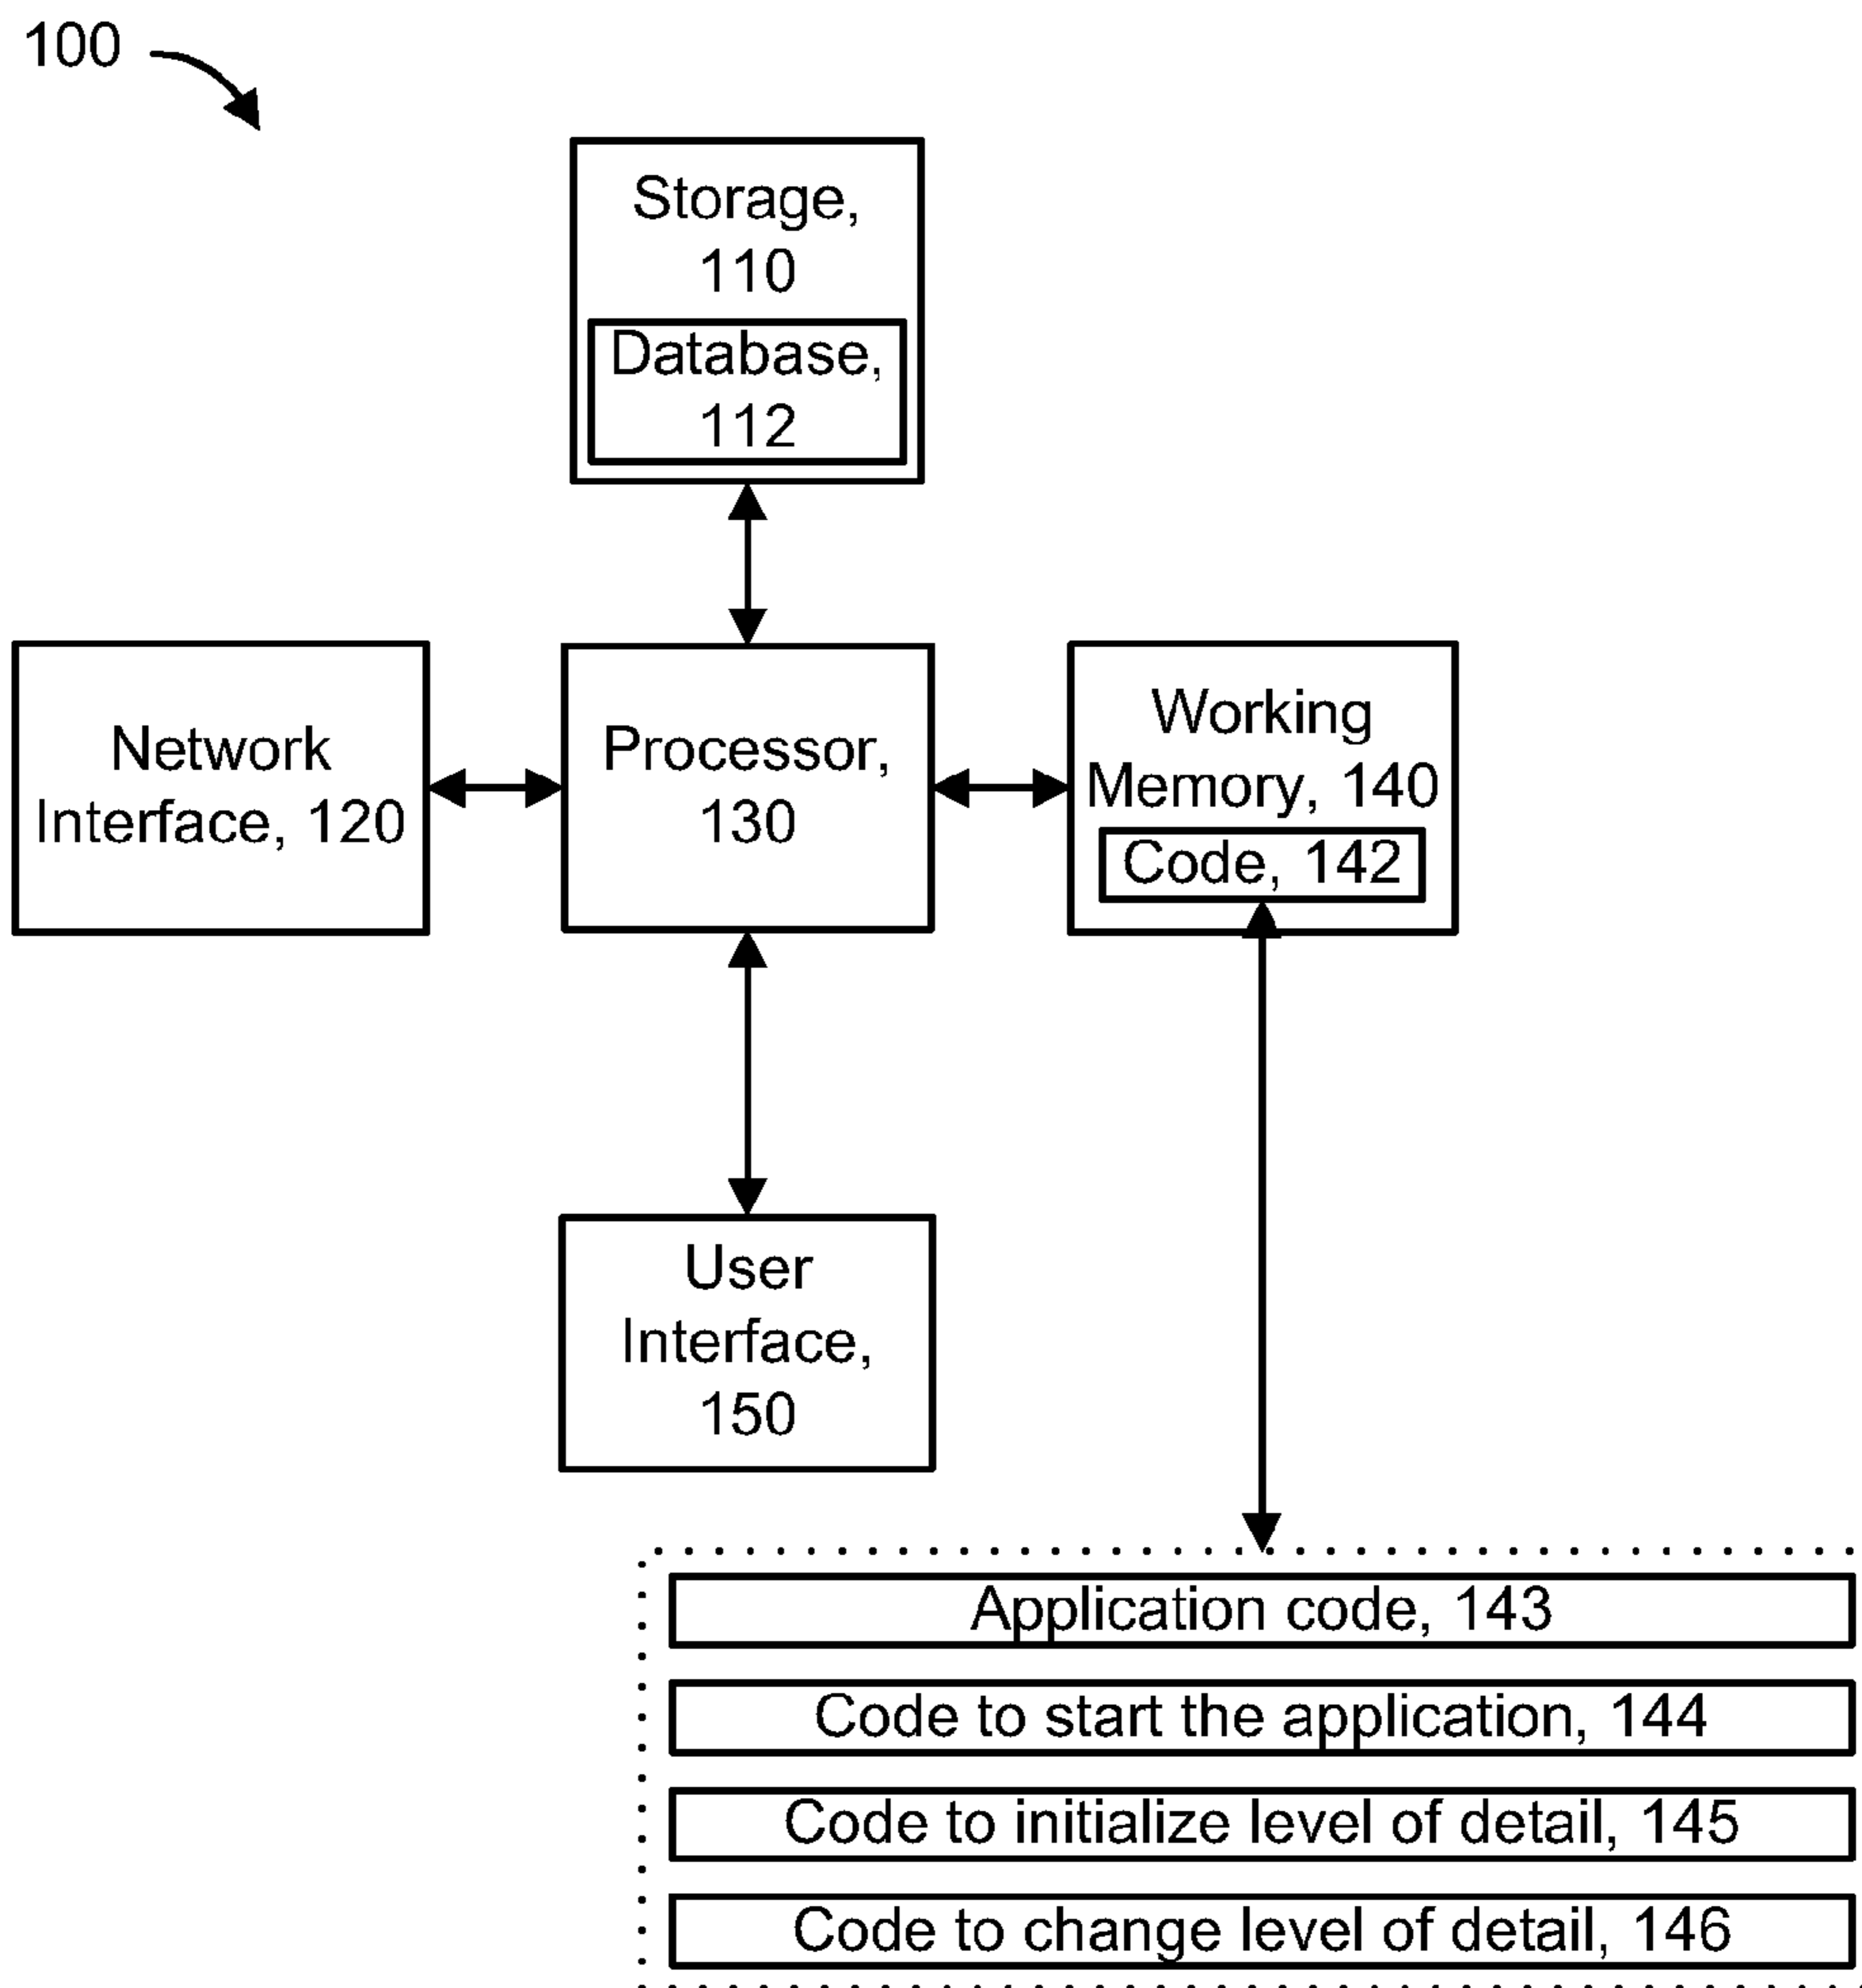 100
Storage,
110
Database,
112
Network
Interface, 120
Processor,
130
Working
Memory, 140
Code, 142
User
Interface,
150
Application code, 143
Code to start the application, 144
Code to initialize level of detail, 145
Code to change level of detail, 146